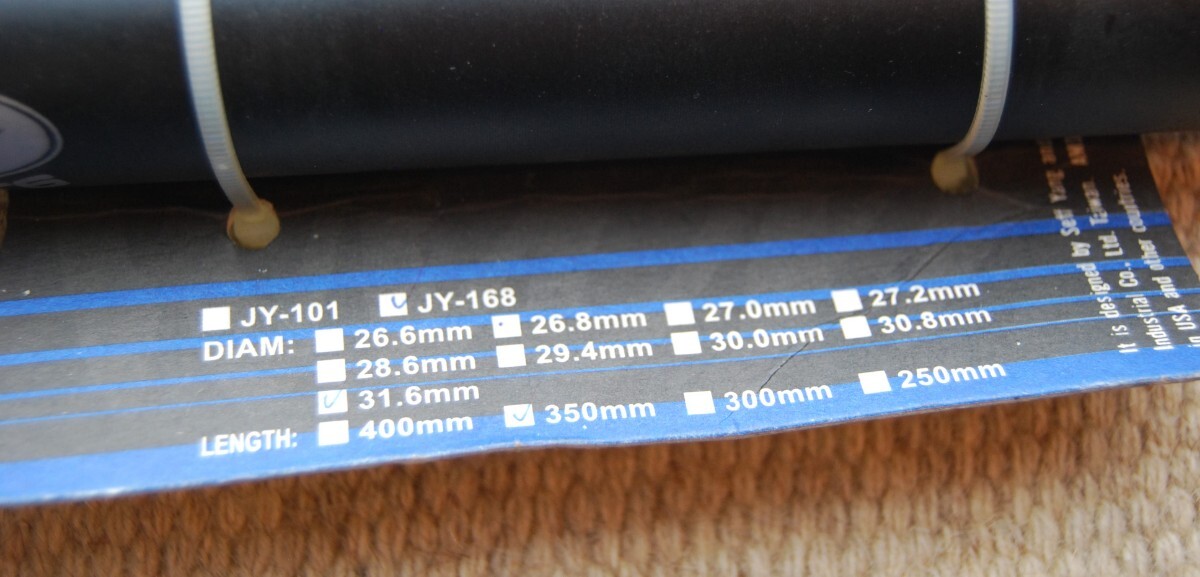 JY-101 JY-168
DIAM: 26.6mm 26.8mm 27.0mm 27.2mm
28.6mm 29.4mm 30.0mm 30.8mm
31.6mm
LENGTH: 400mm 350mm 300mm 250mm
It is designed by Seff Yang
Industrial Co., Ltd. Taiwan.
in USA and other countries.